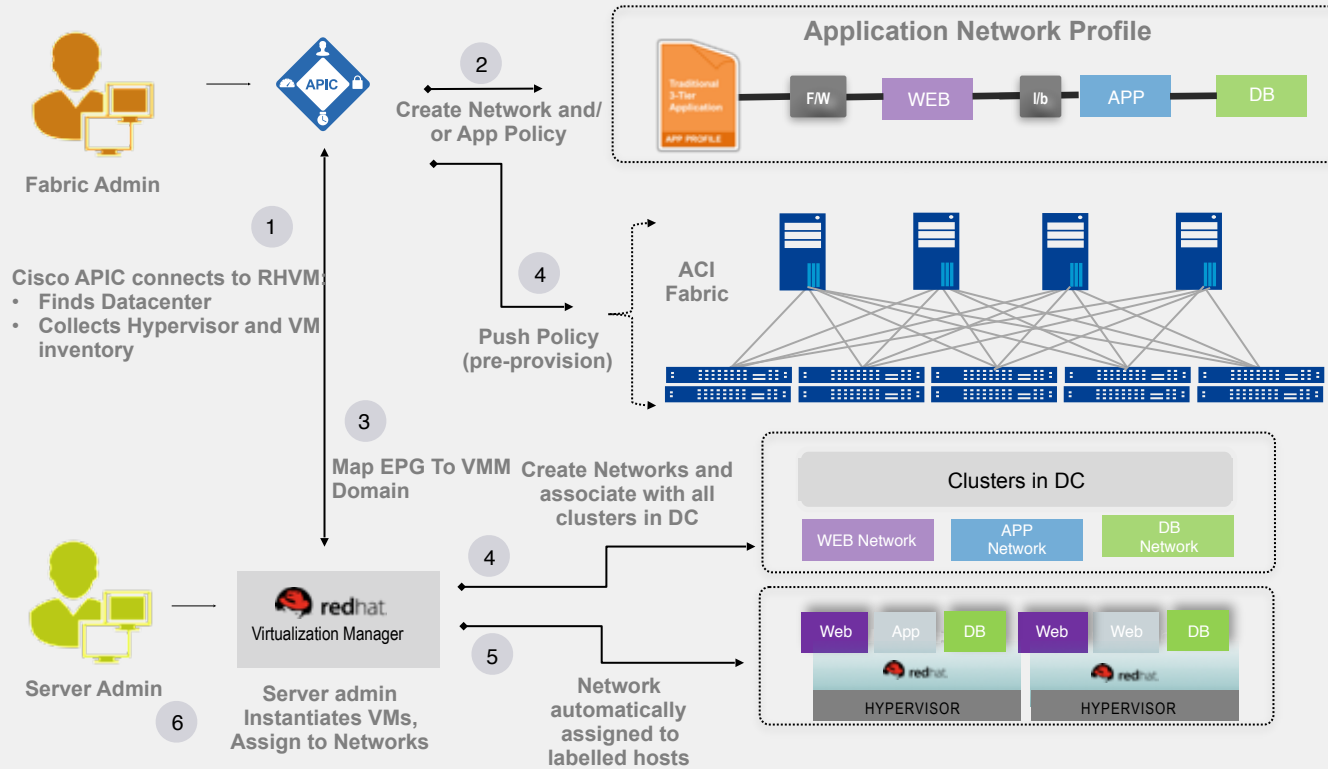 Application Network Profile
APIC
2
Create Network and/
or App Policy
Traditional
3-Tier
Application
APP PROFILE
F/W
WEB
l/b
APP
DB
Fabric Admin
1
Cisco APIC connects to RHVM:
• Finds Datacenter
• Collects Hypervisor and VM
inventory
4
Push Policy
(pre-provision)
ACI
Fabric
3
Map EPG To VMM
Domain
Create Networks and
associate with all
clusters in DC
4
Clusters in DC
WEB Network
APP
Network
DB
Network
redhat.
Virtualization Manager
5
Server Admin
6
Server admin
Instantiates VMs,
Assign to Networks
Network
automatically
assigned to
labelled hosts
Web
App
DB
Web
Web
DB
redhat.
redhat.
HYPERVISOR
HYPERVISOR